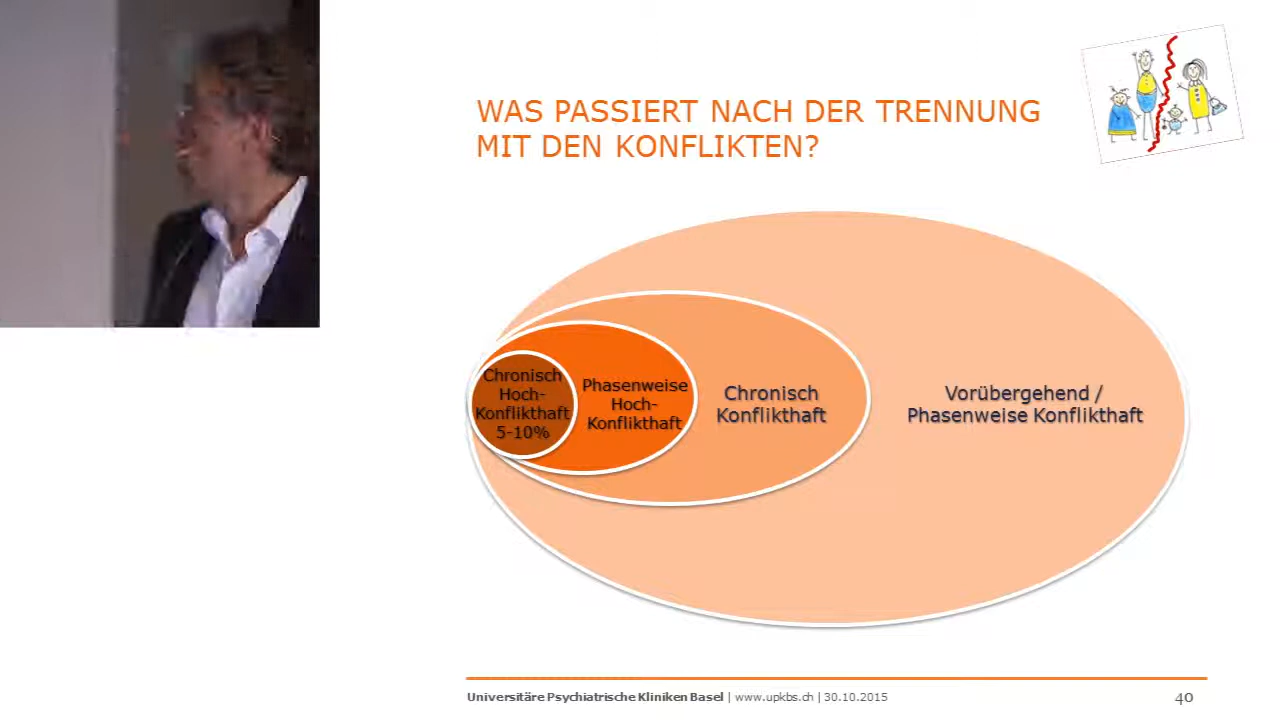 WAS PASSIERT NACH DER TRENNUNG
MIT DEN KONFLIKTEN?
Chronisch
Hoch-
Konflikthaft
5-10%
Phasenweise
Hoch-
Konflikthaft
Chronisch
Konflikthaft
Vorübergehend /
Phasenweise Konflikthaft
Universitäre Psychiatrische Kliniken Basel | www.upkbs.ch | 30.10.2015
40